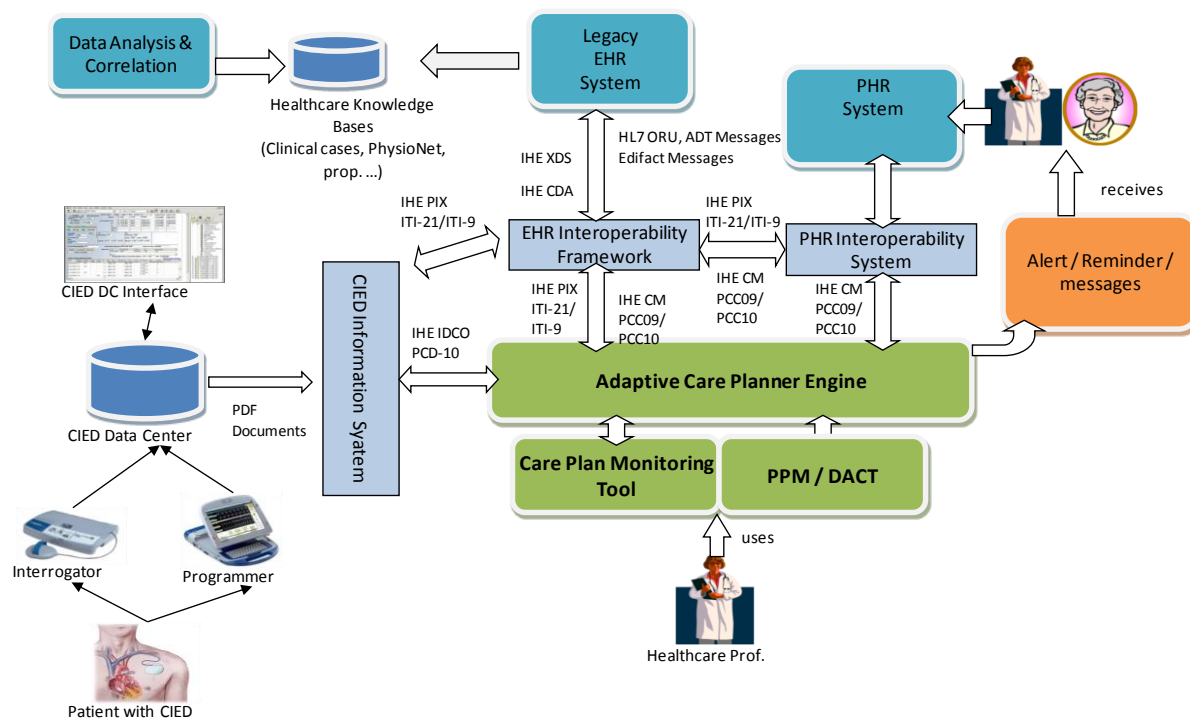 Data Analysis &
Correlation
Healthcare Knowledge
Bases
(Clinical cases, PhysioNet,
prop. ...)
Legacy
EHR
System
PHR
System
HL7 ORU, ADT Messages
Edifact Messages
IHE XDS
IHE CDA
receives
IHE PIX
ITI-21/ITI-9
EHR Interoperability
Framework
IHE PIX
ITI-21/ITI-9
PHR Interoperability
System
Alert / Reminder /
messages
CIED DC Interface
CIED Information Syatem
IHE PIX
ITI-21/
ITI-9
IHE CM
PCC09/
PCC10
IHE CM
PCC09/
PCC10
IHE CM
PCC09/
PCC10
IHE IDCO
PCD-10
Adaptive Care Planner Engine
PDF
Documents
CIED Data Center
Care Plan Monitoring
Tool
PPM / DACT
uses
Interrogator
Programmer
Healthcare Prof.
Patient with CIED